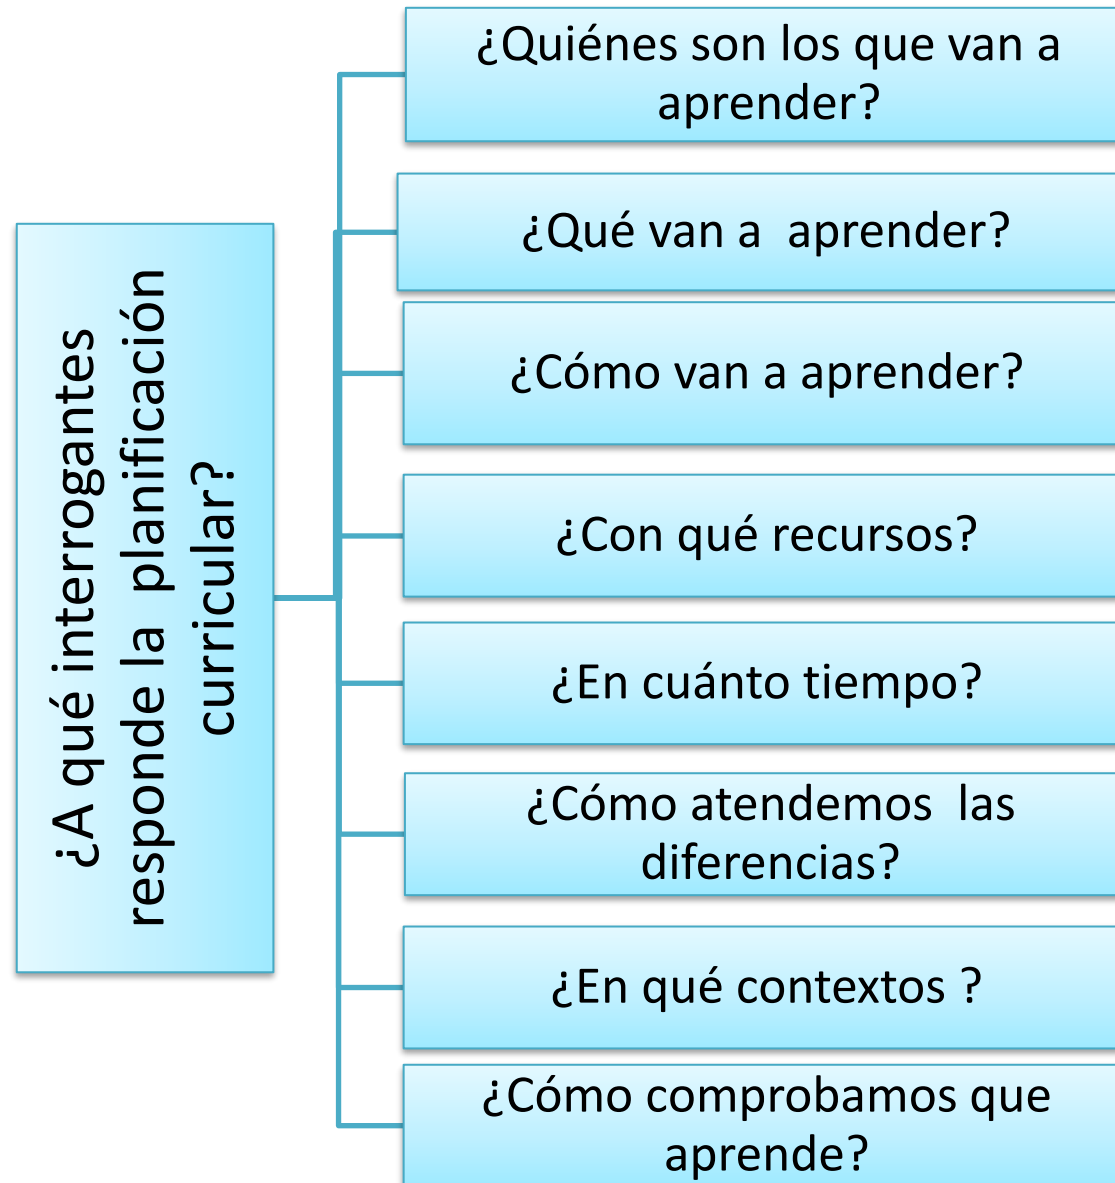 ¿A qué interrogantes
responde la planificación
curricular?
¿Quiénes son los que van a
aprender?
¿Qué van a aprender?
¿Cómo van a aprender?
¿Con qué recursos?
¿En cuánto tiempo?
¿Cómo atendemos las
diferencias?
¿En qué contextos ?
¿Cómo comprobamos que
aprende?